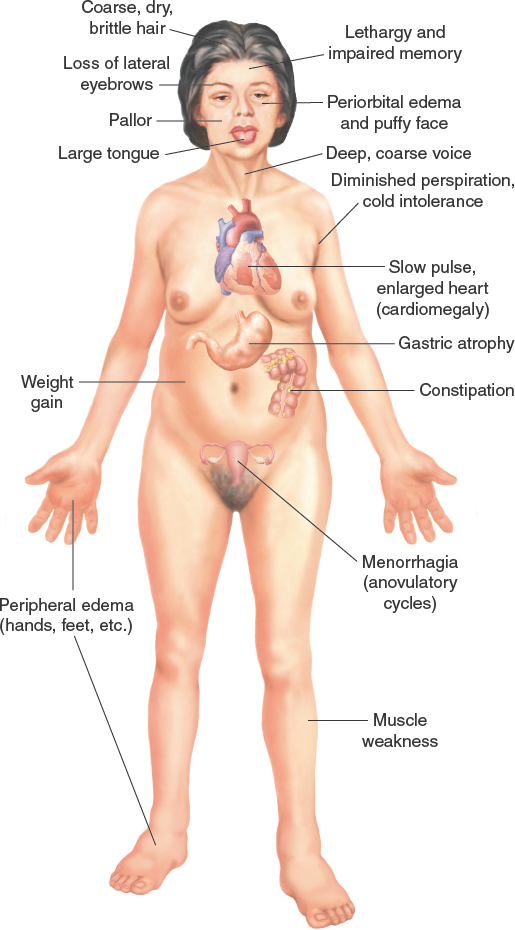 Coarse, dry,
brittle hair
Lethargy and
impaired memory
Loss of lateral
eyebrows
Periorbital edema
and puffy face
Pallor
Large tongue
Deep, coarse voice
Diminished perspiration,
cold intolerance
Slow pulse,
enlarged heart
(cardiomegaly)
Gastric atrophy
Weight
gain
Constipation
Menorrhagia
(anovulatory
cycles)
Peripheral edema
(hands, feet, etc.)
Muscle
weakness